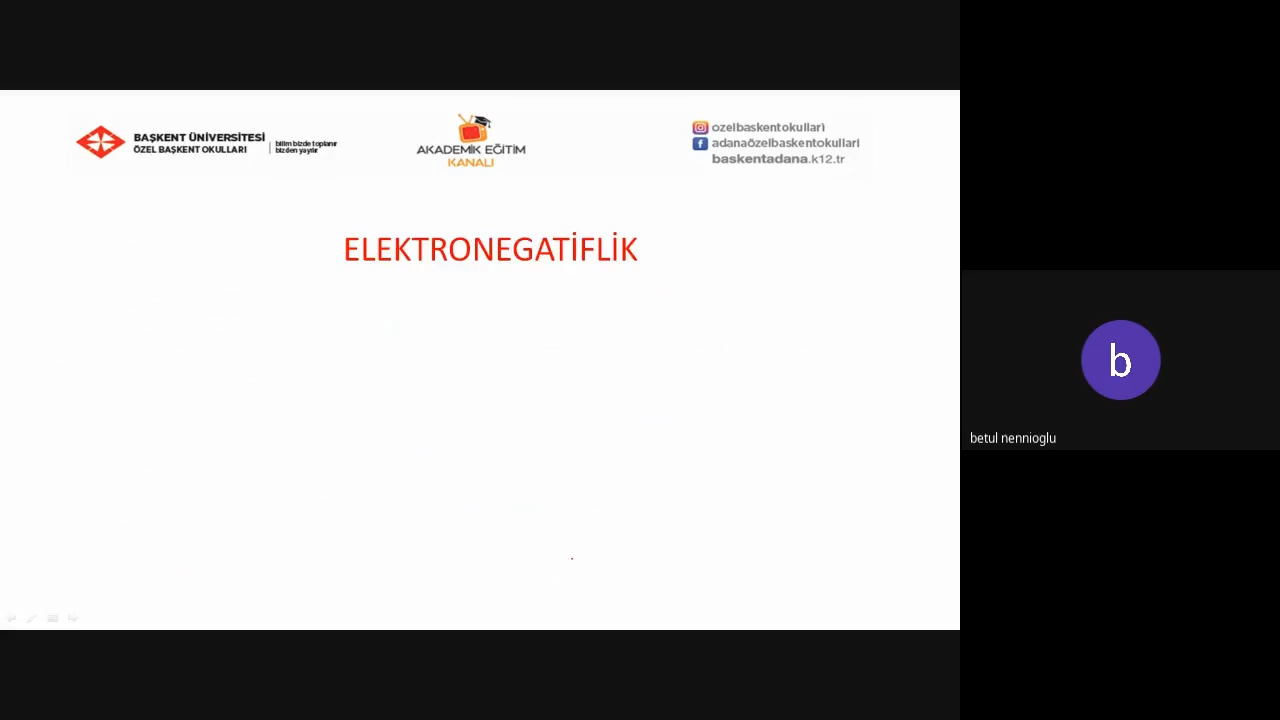 BAŞKENT ÜNİVERSİTESİ
ÖZEL BAŞKENT OKULLARI
bilim bizde toplanır
bizden yayılır
AKADEMİK EĞİTİM
KANALI
ozelbaskentokullari
adanaözelbaskentokullari
baskentadana.k12.tr
ELEKTRONEGATİFLİK
b
betul nennioglu